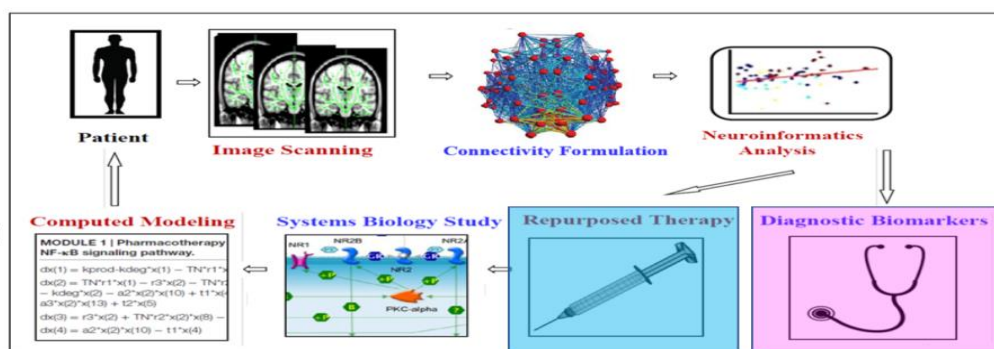 Patient
Image Scanning
Connectivity Formulation
Neuroinformatics
Analysis
Computed Modeling
Systems Biology Study
Repurposed Therapy
Diagnostic Biomarkers
MODULE 1 | Pharmacotherapy
NF-κB signaling pathway.
dx(1) = kprod-kdeg*x(1) − TN*r1*x
dx(2) = TN*r1*x(1) − r3*x(2) − TN*r
− kdeg*x(2) − a2*x(2)*x(10) + t1*x(
a3*x(2)*x(13) + t2*x(5)
dx(3) = r3*x(2) + TN*r2*x(2)*x(8) −
dx(4) = a2*x(2)*x(10) − t1*x(4)
NR1
NR2B
NR2
NR2A
PKC-alpha